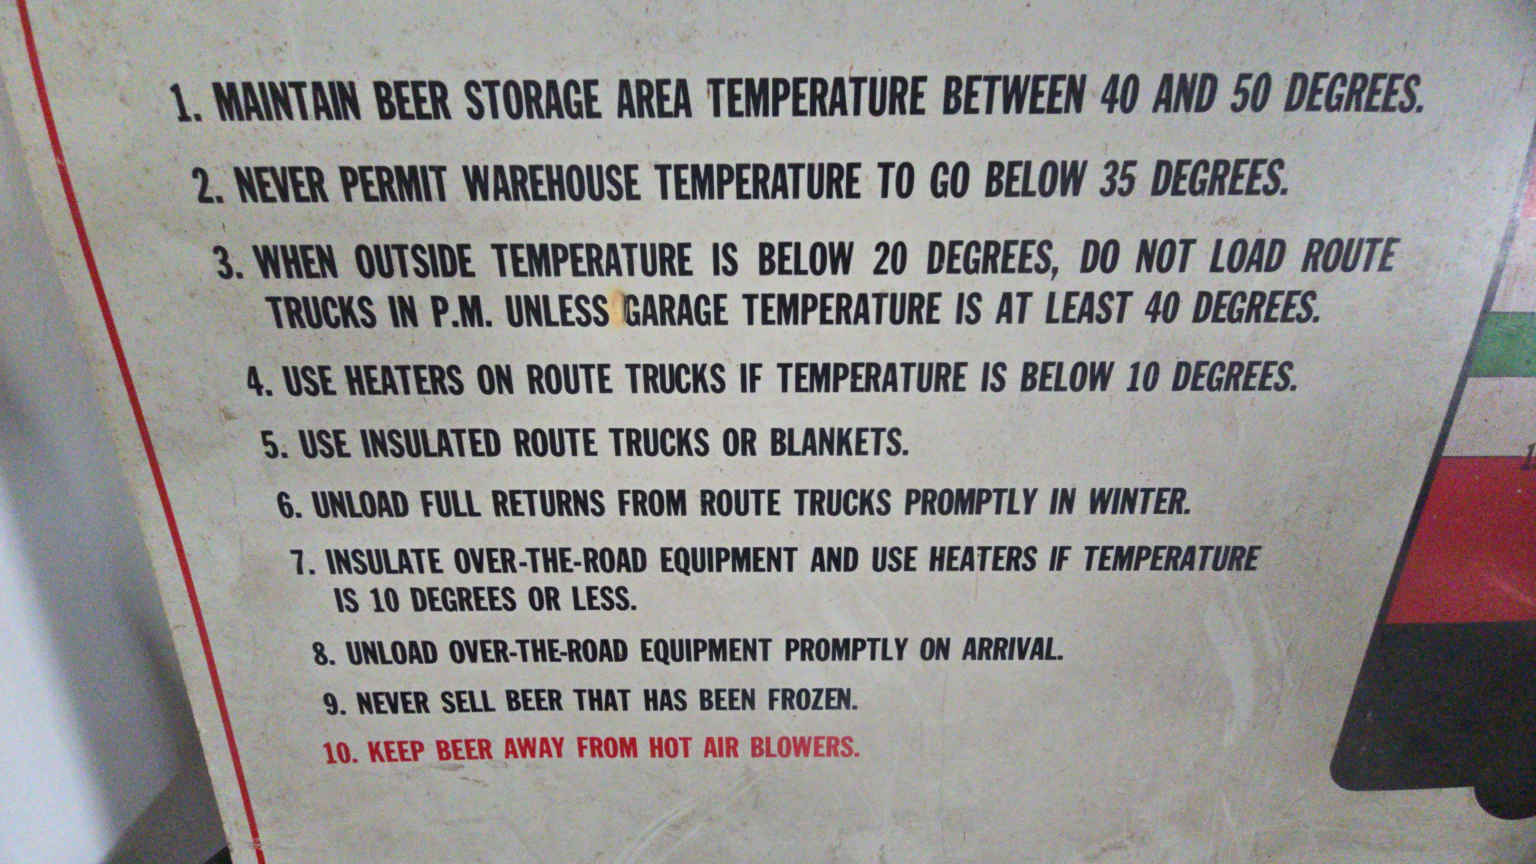 1. MAINTAIN BEER STORAGE AREA TEMPERATURE BETWEEN 40 AND 50 DEGREES.
2. NEVER PERMIT WAREHOUSE TEMPERATURE TO GO BELOW 35 DEGREES.
3. WHEN OUTSIDE TEMPERATURE IS BELOW 20 DEGREES, DO NOT LOAD ROUTE
TRUCKS IN P.M. UNLESS GARAGE TEMPERATURE IS AT LEAST 40 DEGREES.
4. USE HEATERS ON ROUTE TRUCKS IF TEMPERATURE IS BELOW 10 DEGREES.
5. USE INSULATED ROUTE TRUCKS OR BLANKETS.
6. UNLOAD FULL RETURNS FROM ROUTE TRUCKS PROMPTLY IN WINTER.
7. INSULATE OVER-THE-ROAD EQUIPMENT AND USE HEATERS IF TEMPERATURE
IS 10 DEGREES OR LESS.
8. UNLOAD OVER-THE-ROAD EQUIPMENT PROMPTLY ON ARRIVAL.
9. NEVER SELL BEER THAT HAS BEEN FROZEN.
10. KEEP BEER AWAY FROM HOT AIR BLOWERS.